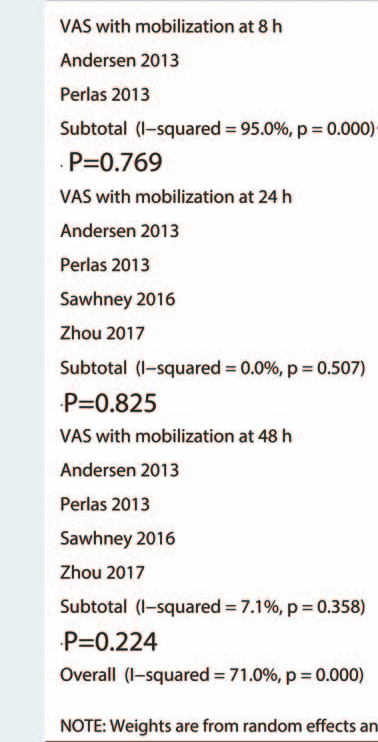 VAS with mobilization at 8 h
Andersen 2013
Perlas 2013
Subtotal (I−squared = 95.0%, p = 0.000)
P=0.769
VAS with mobilization at 24 h
Andersen 2013
Perlas 2013
Sawhney 2016
Zhou 2017
Subtotal (I−squared = 0.0%, p = 0.507)
P=0.825
VAS with mobilization at 48 h
Andersen 2013
Perlas 2013
Sawhney 2016
Zhou 2017
Subtotal (I−squared = 7.1%, p = 0.358)
P=0.224
Overall (I−squared = 71.0%, p = 0.000)
NOTE: Weights are from random effects an